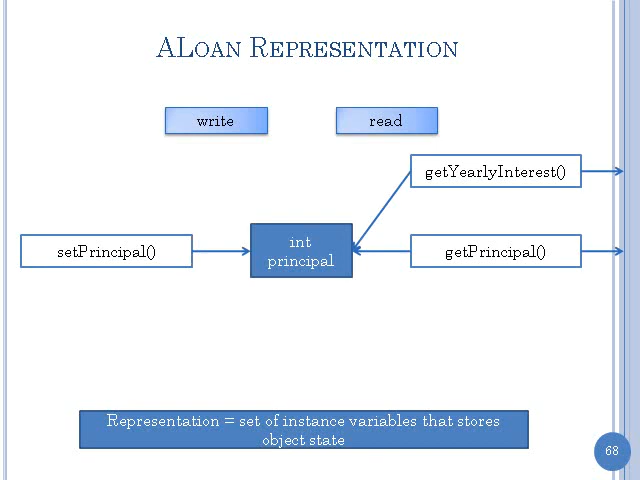 ALOAN REPRESENTATION
write
read
getYearlyInterest()
setPrincipal()
int
principal
getPrincipal()
Representation = set of instance variables that stores
object state
68